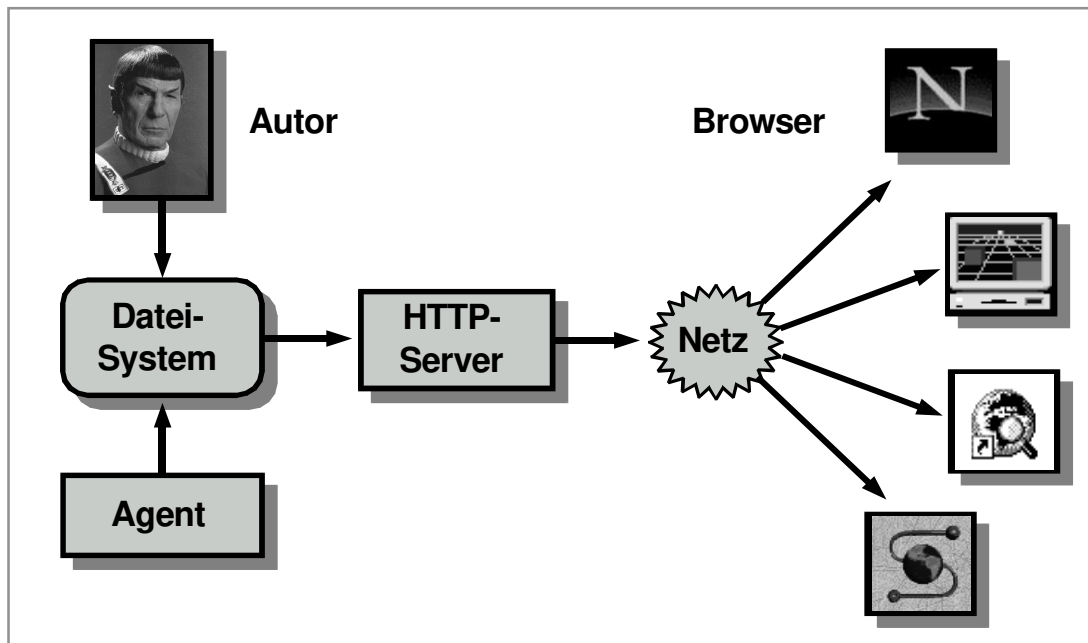 Autor
Browser
N
Datei-
System
HTTP-
Server
Netz
Agent